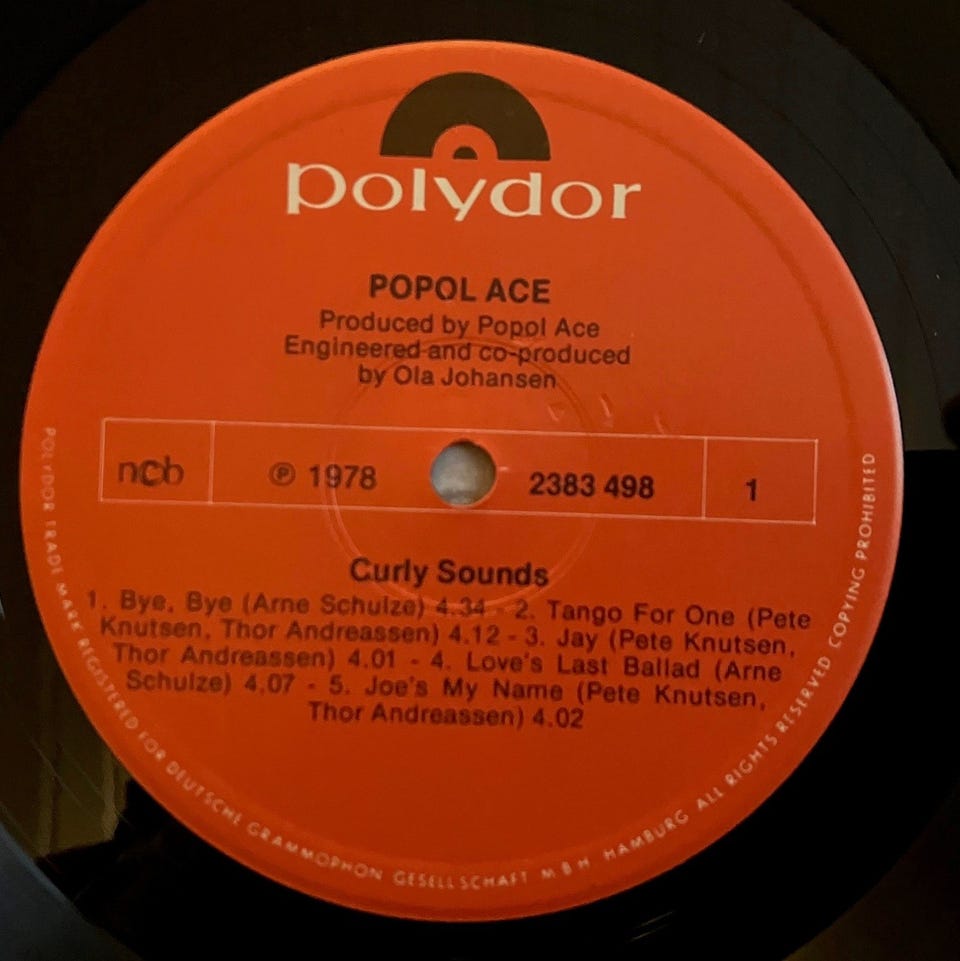 polydor
POPOL ACE
Produced by Popol Ace
Engineered and co-produced
by Ola Johansen
ncb
℗ 1978
2383 498
1
Curly Sounds
1. Bye, Bye (Arne Schulze) 4.34 - 2. Tango For One (Pete
Knutsen, Thor Andreassen) 4.12 - 3. Jay (Pete Knutsen,
Thor Andreassen) 4.01 - 4. Love's Last Ballad (Arne
Schulze) 4.07 - 5. Joe's My Name (Pete Knutsen,
Thor Andreassen) 4.02
POLYDOR TRADE MARK REGISTERED FOR DEUTSCHE GRAMMOPHON GESELLSCHAFT M B H HAMBURG ALL RIGHTS RESERVED COPYING PROHIBITED